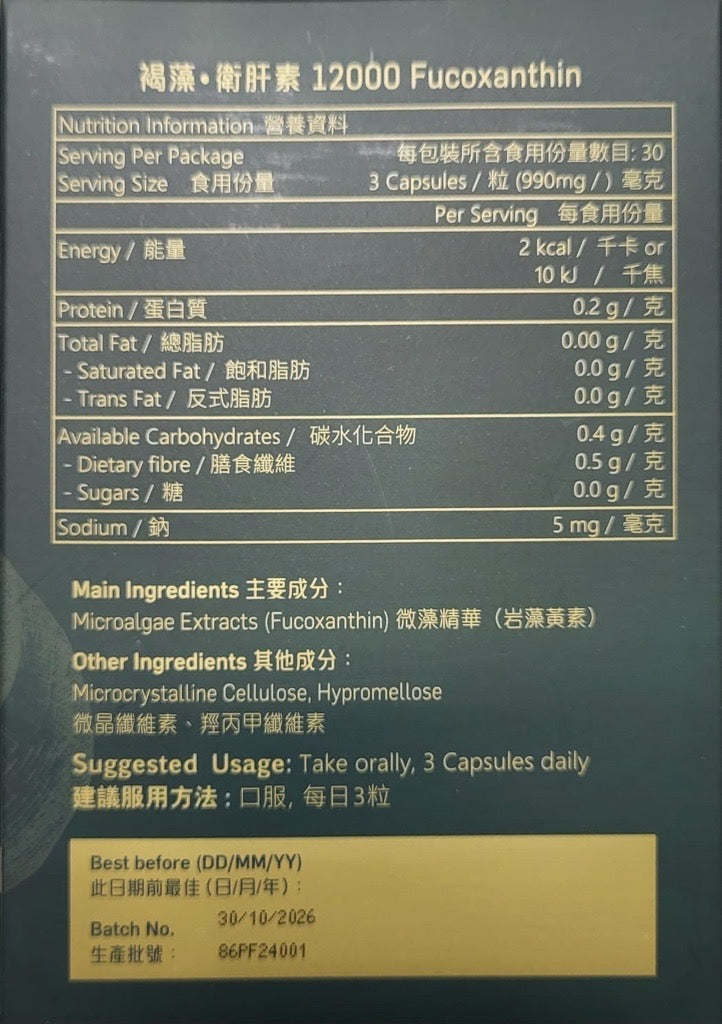 褐藻•衛肝素 12000 Fucoxanthin
Nutrition Information 營養資料
Serving Per Package 每包裝所含食用份量數目: 30
Serving Size 食用份量 3 Capsules / 粒 (990mg /) 毫克
Per Serving 每食用份量
Energy / 能量 2 kcal / 千卡 or
10 kJ / 千焦
Protein / 蛋白質 0.2 g / 克
Total Fat / 總脂肪 0.00 g / 克
- Saturated Fat / 飽和脂肪 0.0 g / 克
- Trans Fat / 反式脂肪 0.0 g / 克
Available Carbohydrates / 碳水化合物 0.4 g / 克
- Dietary fibre / 膳食纖維 0.5 g / 克
- Sugars / 糖 0.0 g / 克
Sodium / 鈉 5 mg / 毫克
Main Ingredients 主要成分：
Microalgae Extracts (Fucoxanthin) 微藻精華（岩藻黃素）
Other Ingredients 其他成分：
Microcrystalline Cellulose, Hypromellose
微晶纖維素、羥丙甲纖維素
Suggested Usage: Take orally, 3 Capsules daily
建議服用方法：口服, 每日3粒
Best before (DD/MM/YY)
此日期前最佳（日/月/年）：
30/10/2026
Batch No.
生產批號： 86PF24001